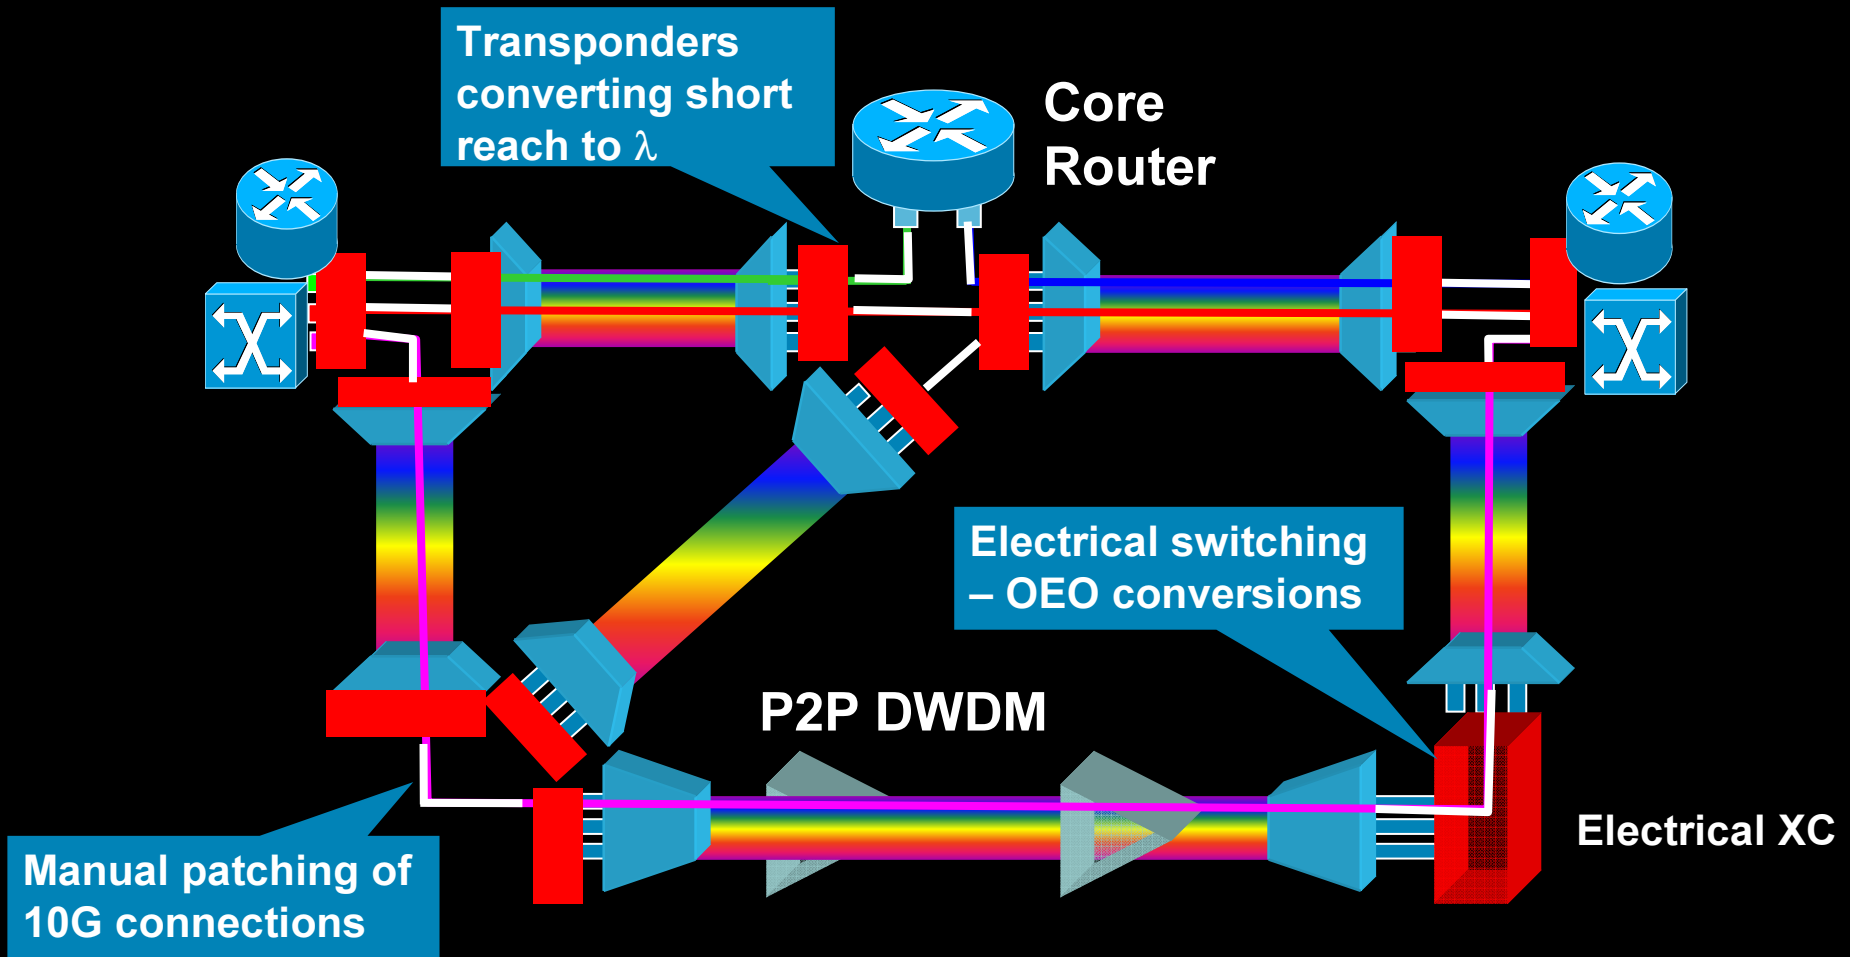 Transponders
converting short
reach to λ
Core
Router
Electrical switching
– OEO conversions
P2P DWDM
Electrical XC
Manual patching of
10G connections